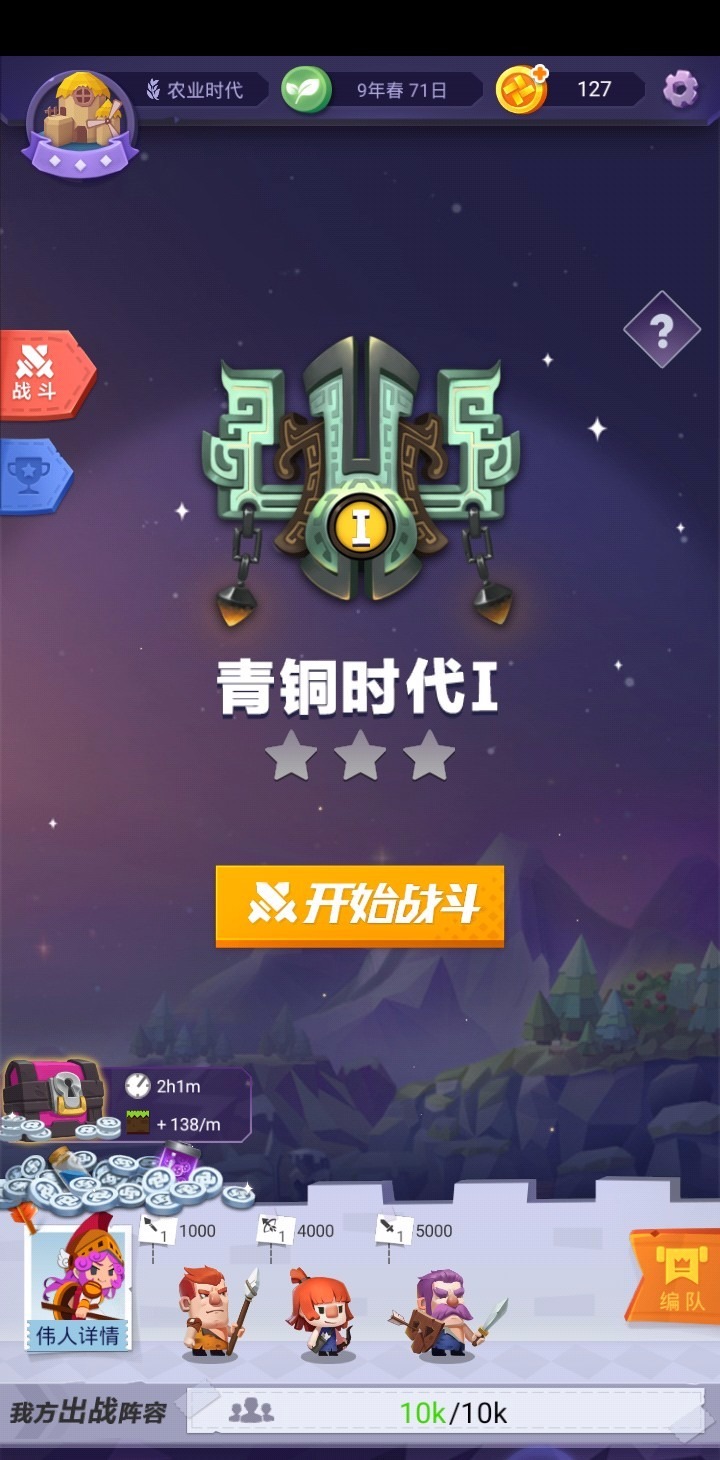 农业时代
9年春 71日
127
战斗
?
I
青铜时代I
开始战斗
2h1m
+ 138/m
1 1000
1 4000
1 5000
伟人详情
编队
我方出战阵容
10k/10k